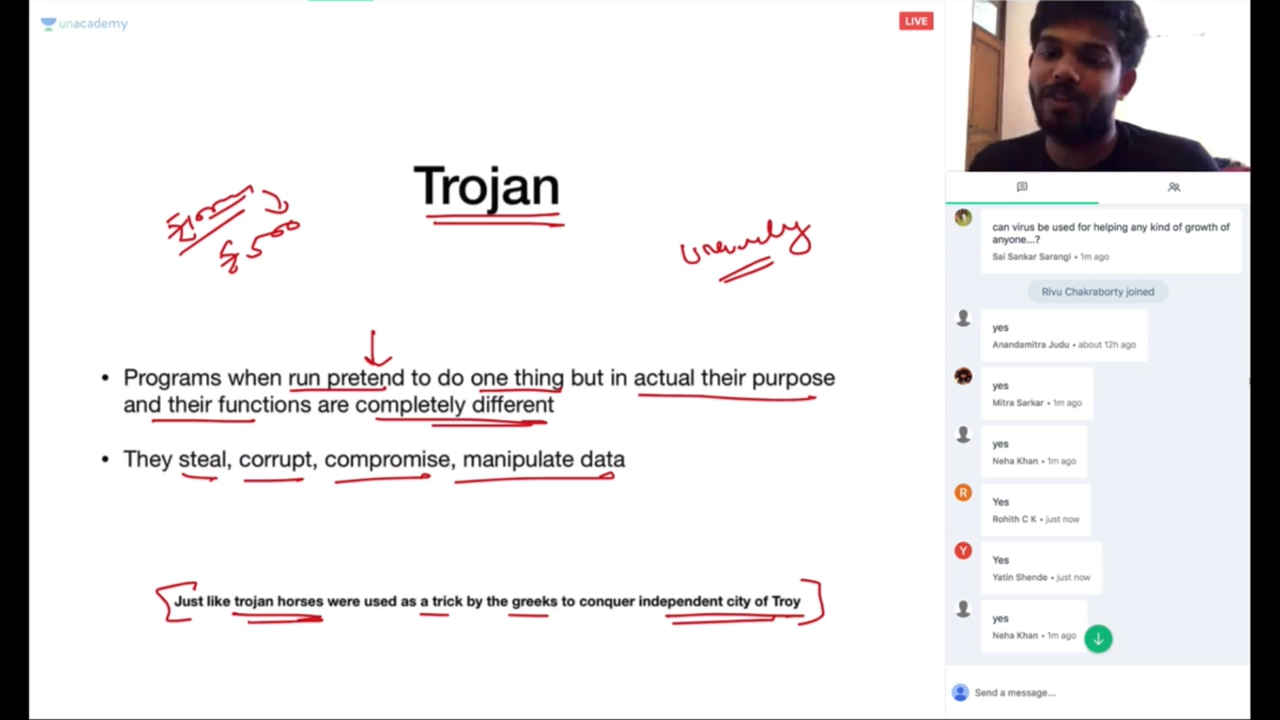 unacademy
LIVE
Trojan
• Programs when run pretend to do one thing but in actual their purpose
and their functions are completely different
• They steal, corrupt, compromise, manipulate data
Just like trojan horses were used as a trick by the greeks to conquer independent city of Troy
can virus be used for helping any kind of growth of
anyone...?
Sai Sankar Sarangi • 1m ago
Rivu Chakraborty joined
yes
Anandamitra Judu • about 12h ago
yes
Mitra Sarkar • 1m ago
yes
Neha Khan • 1m ago
R
Yes
Rohith C K • just now
Y
Yes
Yatin Shende • just now
yes
Neha Khan • 1m ago
Send a message...